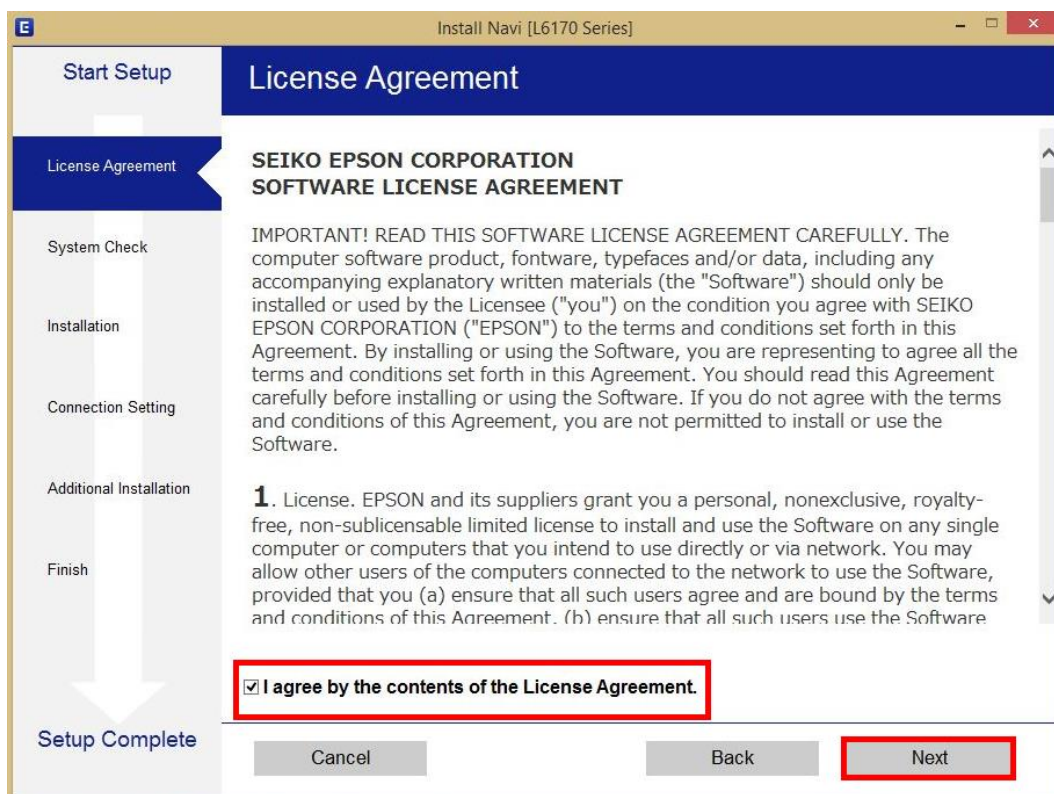 E
Install Navi [L6170 Series]
Start Setup
License Agreement
System Check
Installation
Connection Setting
Additional Installation
Finish
Setup Complete
License Agreement
SEIKO EPSON CORPORATION
SOFTWARE LICENSE AGREEMENT
IMPORTANT! READ THIS SOFTWARE LICENSE AGREEMENT CAREFULLY. The
computer software product, fontware, typefaces and/or data, including any
accompanying explanatory written materials (the "Software") should only be
installed or used by the Licensee ("you") on the condition you agree with SEIKO
EPSON CORPORATION ("EPSON") to the terms and conditions set forth in this
Agreement. By installing or using the Software, you are representing to agree all the
terms and conditions set forth in this Agreement. You should read this Agreement
carefully before installing or using the Software. If you do not agree with the terms
and conditions of this Agreement, you are not permitted to install or use the
Software.
1. License. EPSON and its suppliers grant you a personal, nonexclusive, royalty-
free, non-sublicensable limited license to install and use the Software on any single
computer or computers that you intend to use directly or via network. You may
allow other users of the computers connected to the network to use the Software,
provided that you (a) ensure that all such users agree and are bound by the terms
and conditions of this Agreement, (b) ensure that all such users use the Software
I agree by the contents of the License Agreement.
Cancel
Back
Next